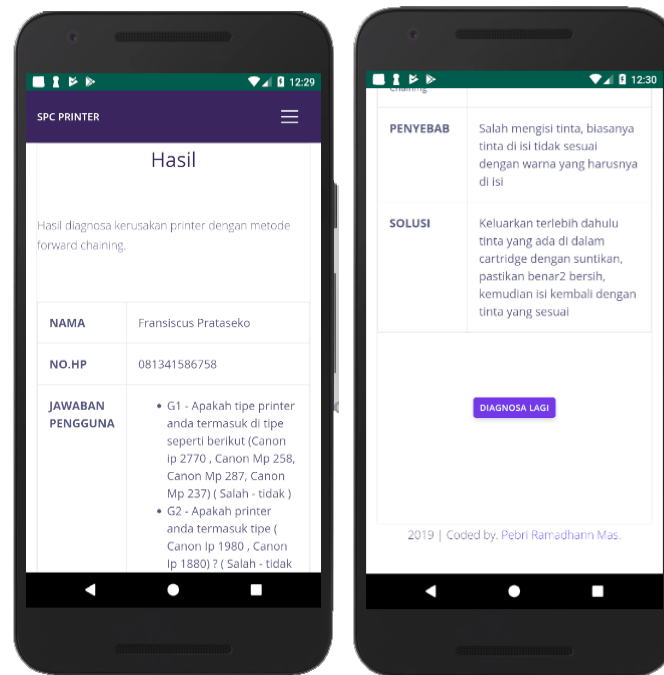 12:29
SPC PRINTER
Hasil
Hasil diagnosa kerusakan printer dengan metode
forward chaining.
NAMA
Fransiscus Prataseko
NO.HP
081341586758
JAWABAN
PENGGUNA
G1 - Apakah tipe printer
anda termasuk di tipe
seperti berikut (Canon
ip 2770 , Canon Mp 258,
Canon Mp 287, Canon
Mp 237) ( Salah - tidak )
G2 - Apakah printer
anda termasuk tipe (
Canon Ip 1980 , Canon
Ip 1880) ? ( Salah - tidak
12:30
Chaining
PENYEBAB
Salah mengisi tinta, biasanya
tinta di isi tidak sesuai
dengan warna yang harusnya
di isi
SOLUSI
Keluarkan terlebih dahulu
tinta yang ada di dalam
cartridge dengan suntikan,
pastikan benar2 bersih,
kemudian isi kembali dengan
tinta yang sesuai
DIAGNOSA LAGI
2019 | Coded by. Pebri Ramadhann Mas.